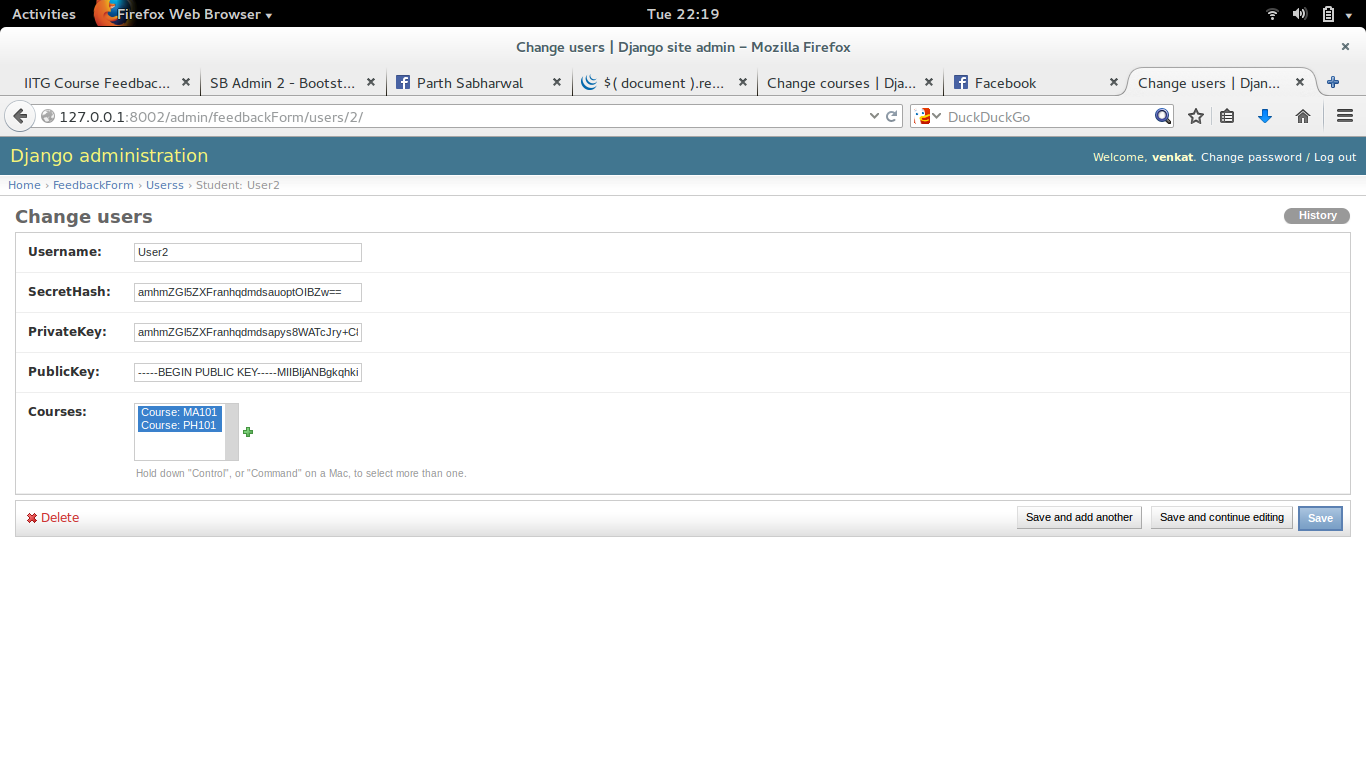 Activities Firefox Web Browser Tue 22:19
Change users | Django site admin – Mozilla Firefox
IITG Course Feedbac... SB Admin 2 - Bootst... Parth Sabharwal $( document ).re... Change courses | Dja... Facebook Change users | Djan...
127.0.0.1:8002/admin/feedbackForm/users/2/ DuckDuckGo
Django administration Welcome, venkat. Change password / Log out
Home › FeedbackForm › Userss › Student: User2
Change users History
Username: User2
SecretHash: amhmZGI5ZXFranhqdmdsauoptOIBZw==
PrivateKey: amhmZGI5ZXFranhqdmdsapys8WATcJry+Cl
PublicKey: -----BEGIN PUBLIC KEY-----MIIBIjANBgkqhki
Courses: Course: MA101
Course: PH101
Hold down "Control", or "Command" on a Mac, to select more than one.
Delete Save and add another Save and continue editing Save